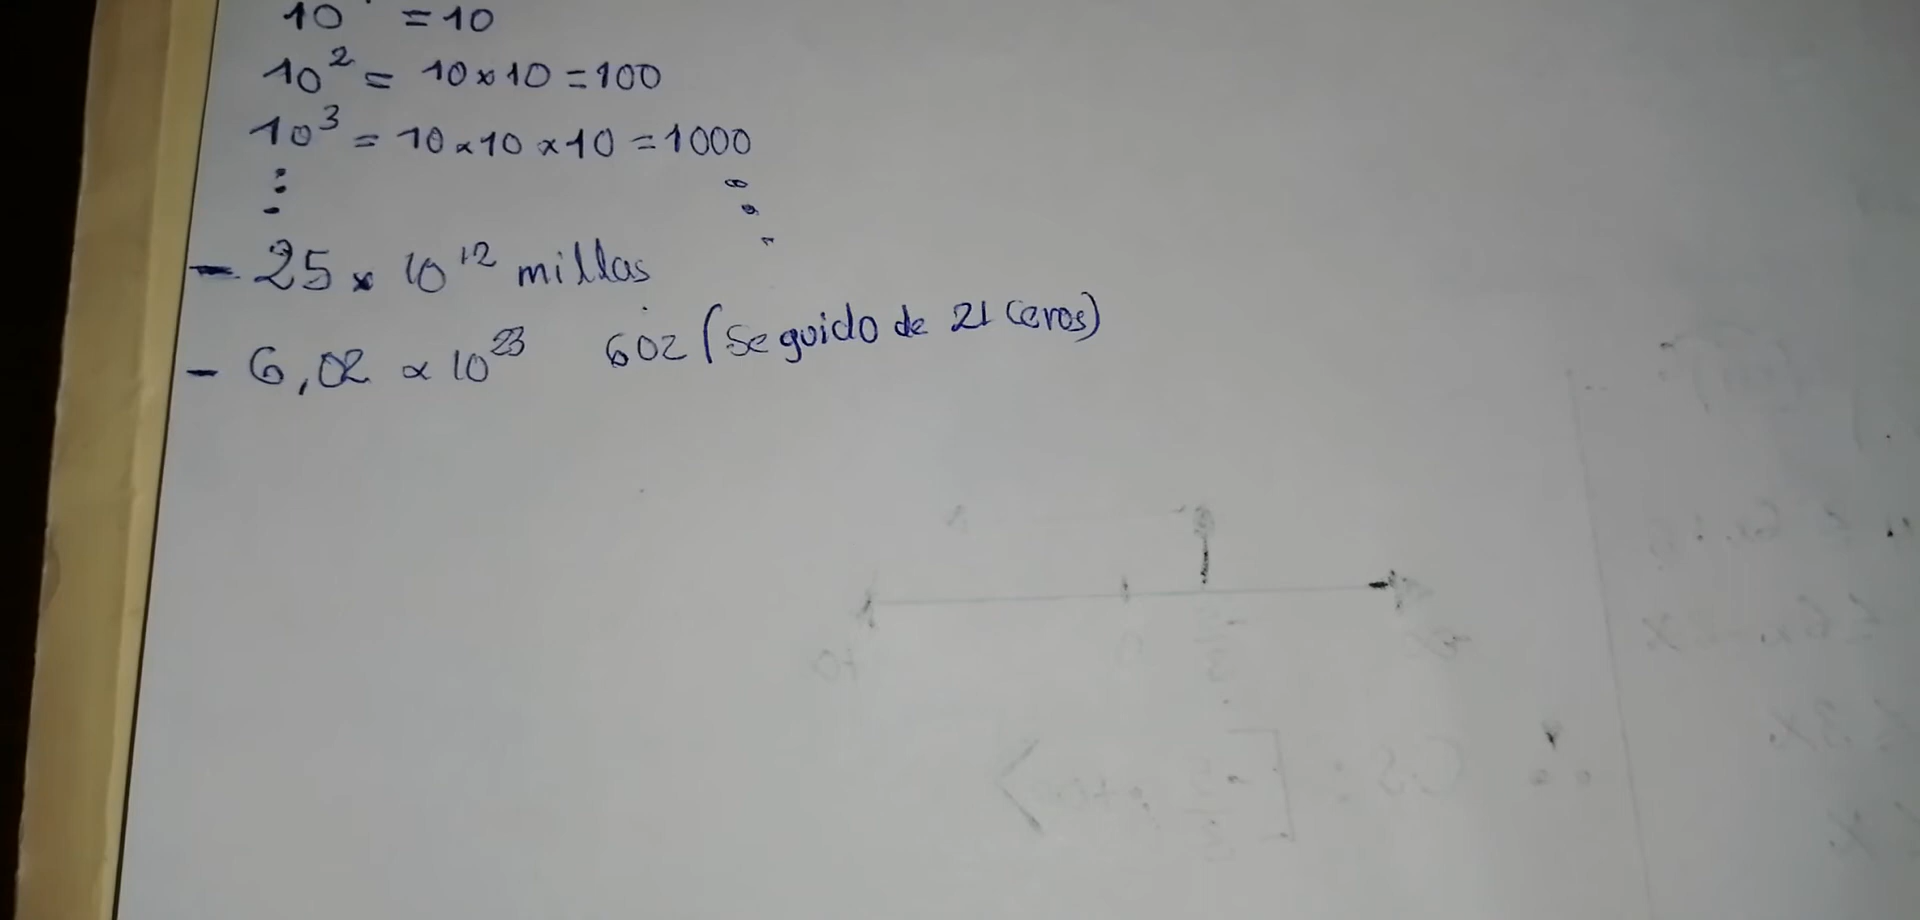 10 = 10
10² = 10 x 10 = 100
10³ = 10 x 10 x 10 = 1000
- 25 x 10¹² millas
- 6,02 x 10²³ 602 (Seguido de 21 ceros)